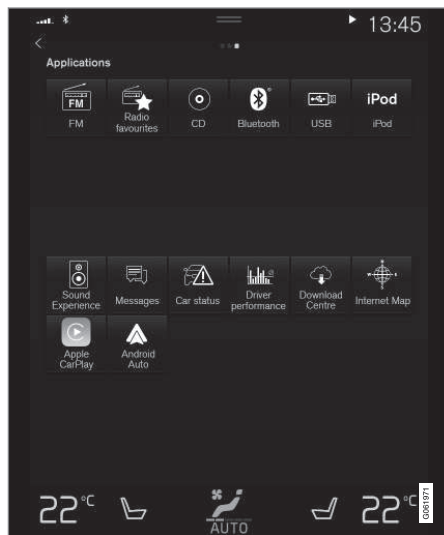 13:45
Applications
FM
iPod
FM
Radio
favourites
CD
Bluetooth
USB
iPod
Sound
Experience
Messages
Car status
Driver
performance
Download
Centre
Internet Map
Apple
CarPlay
Android
Auto
22°C
AUTO
22°C
G061971